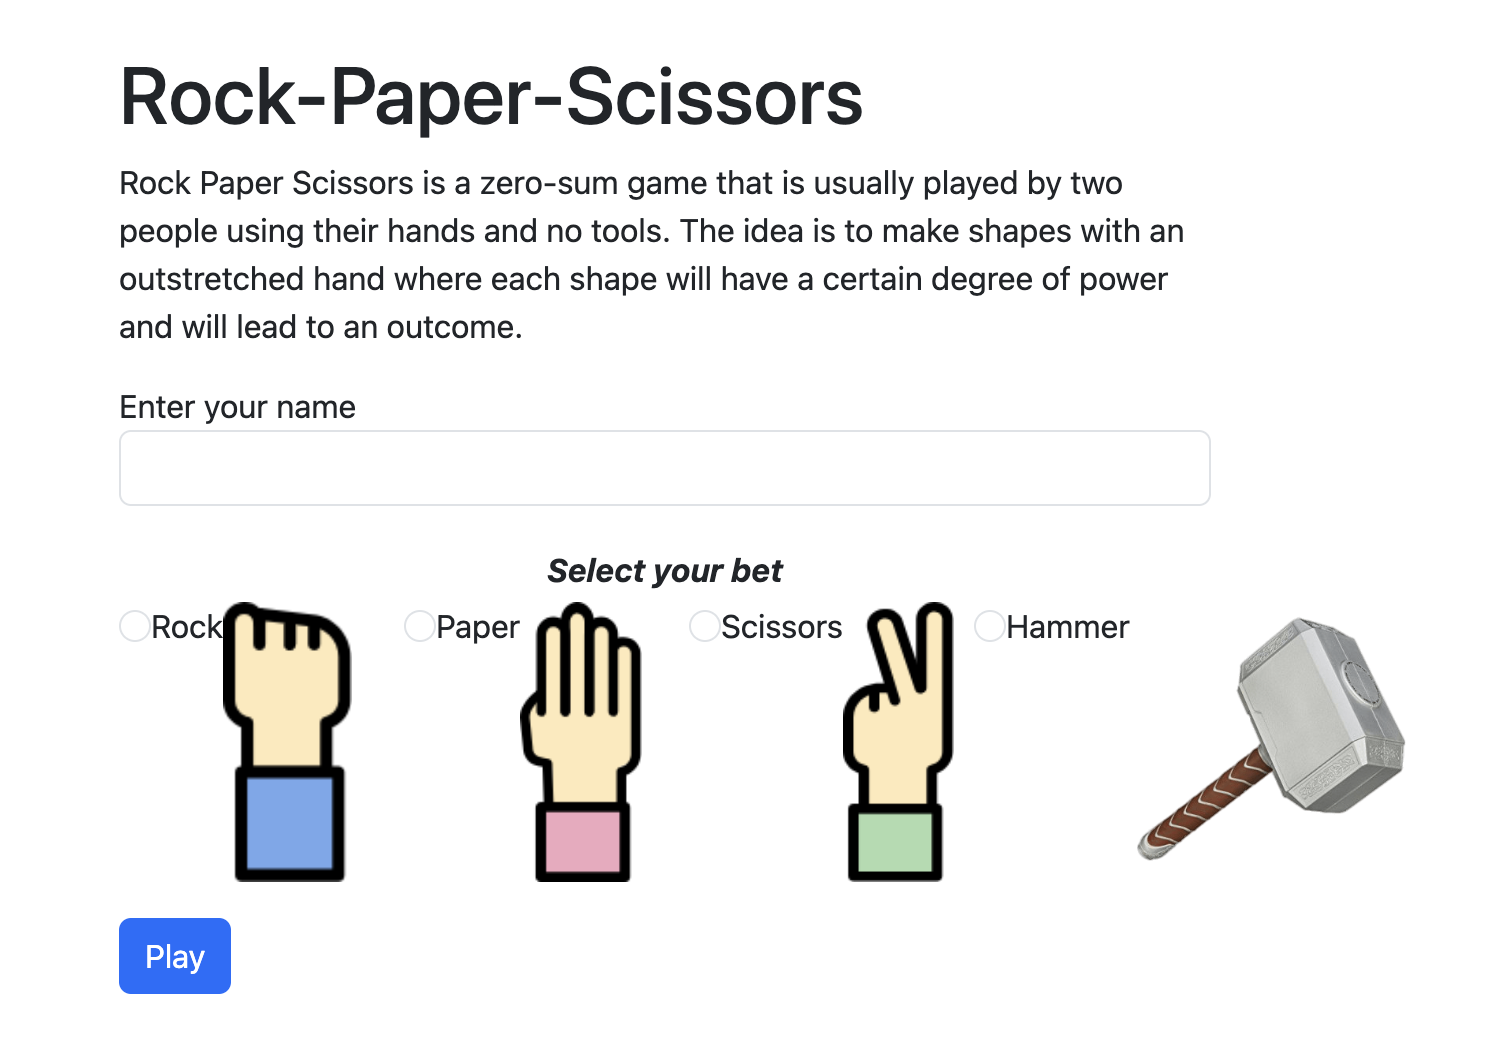 Rock-Paper-Scissors
Rock Paper Scissors is a zero-sum game that is usually played by two
people using their hands and no tools. The idea is to make shapes with an
outstretched hand where each shape will have a certain degree of power
and will lead to an outcome.
Enter your name
Select your bet
Rock Paper Scissors Hammer
Play